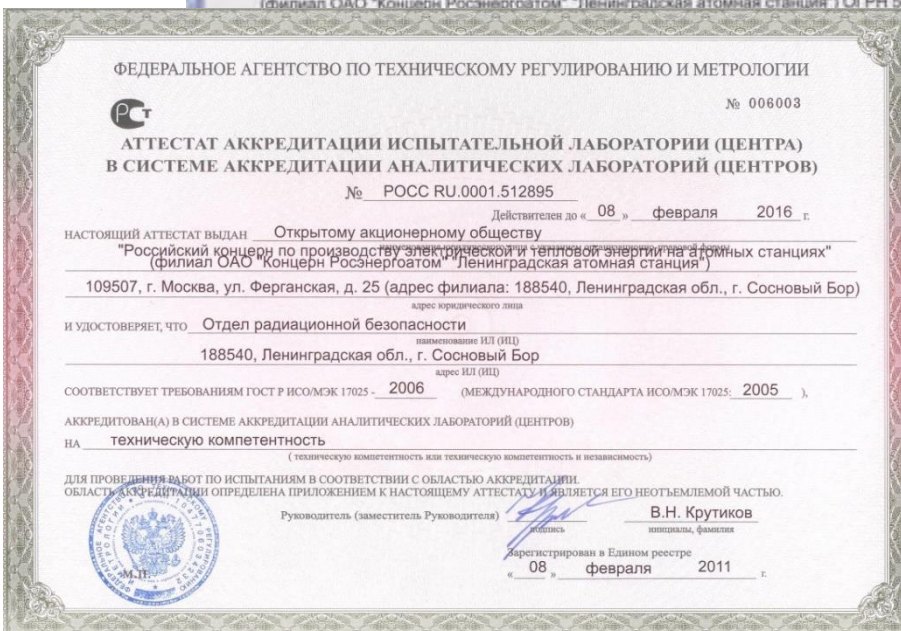 (филиал ОАО "Концерн Росэнергоатом" "Ленинградская атомная станция") ОГРН 5
ФЕДЕРАЛЬНОЕ АГЕНТСТВО ПО ТЕХНИЧЕСКОМУ РЕГУЛИРОВАНИЮ И МЕТРОЛОГИИ
РСт
№ 006003
АТТЕСТАТ АККРЕДИТАЦИИ ИСПЫТАТЕЛЬНОЙ ЛАБОРАТОРИИ (ЦЕНТРА)
В СИСТЕМЕ АККРЕДИТАЦИИ АНАЛИТИЧЕСКИХ ЛАБОРАТОРИЙ (ЦЕНТРОВ)
№ РОСС RU.0001.512895
Действителен до « 08 » февраля 2016 г.
НАСТОЯЩИЙ АТТЕСТАТ ВЫДАН Открытому акционерному обществу
"Российский концерн по производству электрической и тепловой энергии на атомных станциях"
(филиал ОАО "Концерн Росэнергоатом" "Ленинградская атомная станция")
109507, г. Москва, ул. Ферганская, д. 25 (адрес филиала: 188540, Ленинградская обл., г. Сосновый Бор)
адрес юридического лица
И УДОСТОВЕРЯЕТ, ЧТО Отдел радиационной безопасности
наименование ИЛ (ИЦ)
188540, Ленинградская обл., г. Сосновый Бор
адрес ИЛ (ИЦ)
СООТВЕТСТВУЕТ ТРЕБОВАНИЯМ ГОСТ Р ИСО/МЭК 17025 - 2006 (МЕЖДУНАРОДНОГО СТАНДАРТА ИСО/МЭК 17025: 2005 ),
АККРЕДИТОВАН(А) В СИСТЕМЕ АККРЕДИТАЦИИ АНАЛИТИЧЕСКИХ ЛАБОРАТОРИЙ (ЦЕНТРОВ)
НА техническую компетентность
( техническую компетентность или техническую компетентность и независимость)
ДЛЯ ПРОВЕДЕНИЯ РАБОТ ПО ИСПЫТАНИЯМ В СООТВЕТСТВИИ С ОБЛАСТЬЮ АККРЕДИТАЦИИ.
ОБЛАСТЬ АККРЕДИТАЦИИ ОПРЕДЕЛЕНА ПРИЛОЖЕНИЕМ К НАСТОЯЩЕМУ АТТЕСТАТУ И ЯВЛЯЕТСЯ ЕГО НЕОТЪЕМЛЕМОЙ ЧАСТЬЮ.
Руководитель (заместитель Руководителя) В.Н. Крутиков
подпись инициалы, фамилия
М.П.
Зарегистрирован в Едином реестре
« 08 » февраля 2011 г.